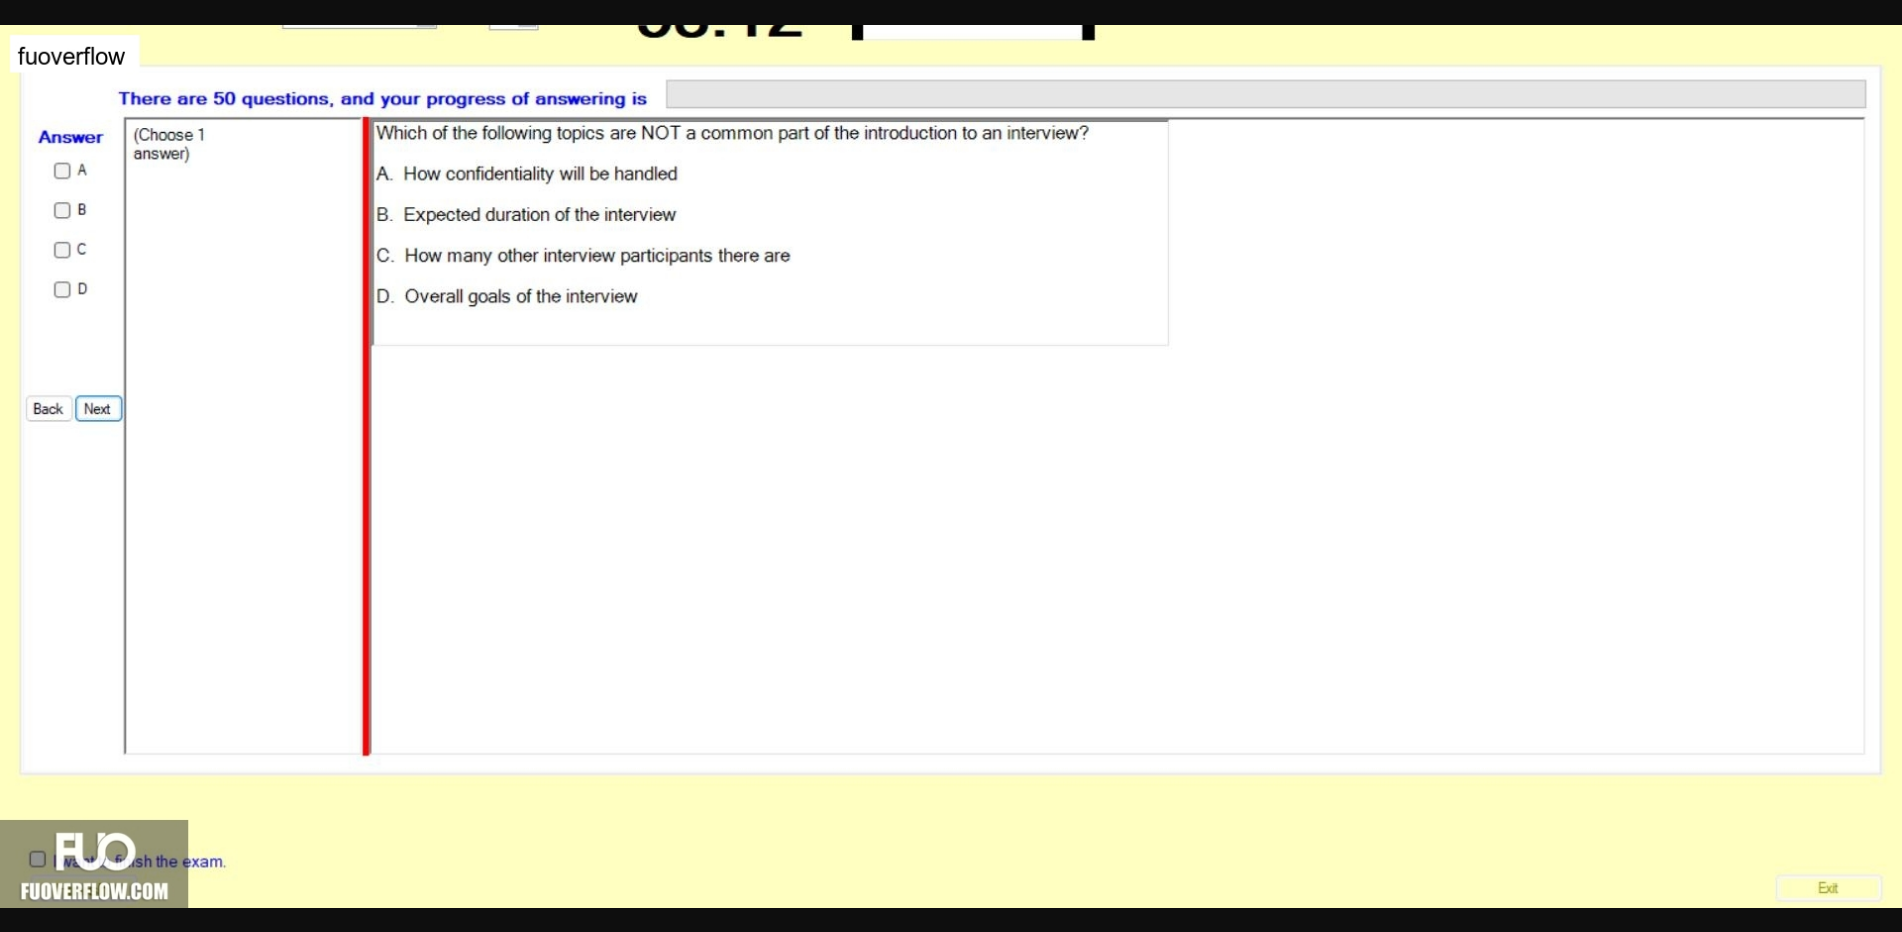 fuoverflow
There are 50 questions, and your progress of answering is
Answer
(Choose 1
answer)
A
B
C
D
Back
Next
Which of the following topics are NOT a common part of the introduction to an interview?
A. How confidentiality will be handled
B. Expected duration of the interview
C. How many other interview participants there are
D. Overall goals of the interview
FUO
I want finish the exam.
FUOVERFLOW.COM
Exit